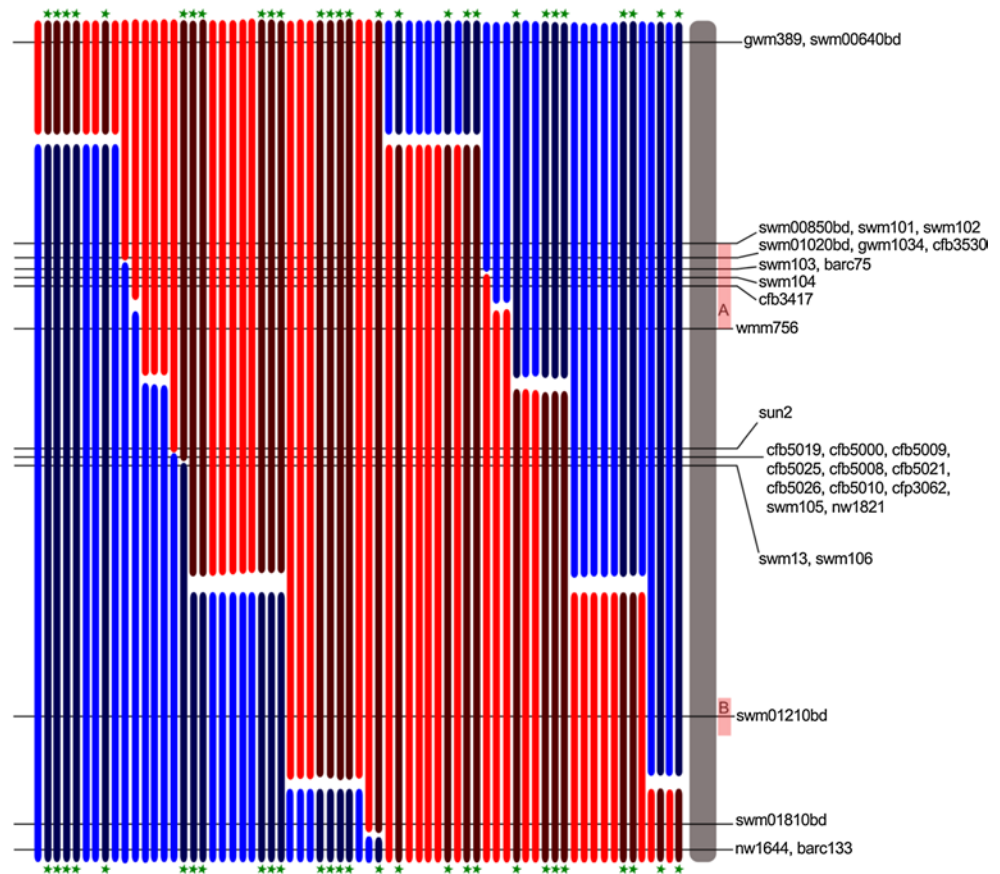 gwm389, swm00640bd
swm00850bd, swm101, swm102
swm01020bd, gwm1034, cfb3530
swm103, barc75
swm104
cfb3417
A
wmm756
sun2
cfb5019, cfb5000, cfb5009,
cfb5025, cfb5008, cfb5021,
cfb5026, cfb5010, cfp3062,
swm105, nw1821
swm13, swm106
B
swm01210bd
swm01810bd
nw1644, barc133